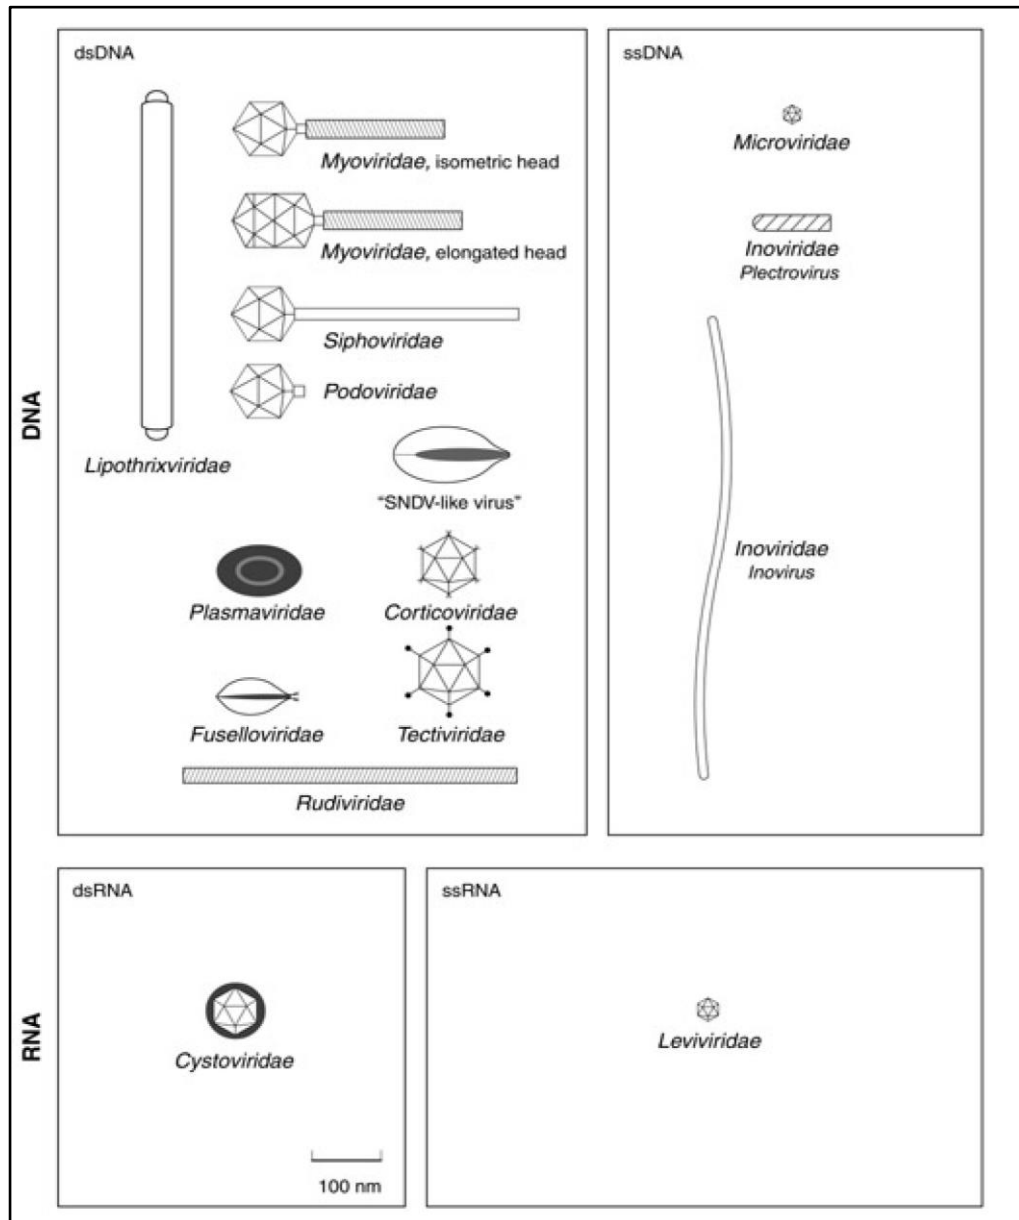 DNA
dsDNA
Myoviridae, isometric head
Myoviridae, elongated head
Siphoviridae
Podoviridae
Lipothrixviridae
“SNDV-like virus”
Plasmaviridae
Corticoviridae
Fuselloviridae
Tectiviridae
Rudiviridae
ssDNA
Microviridae
Inoviridae
Plectrovirus
Inoviridae
Inovirus
RNA
dsRNA
Cystoviridae
100 nm
ssRNA
Leviviridae